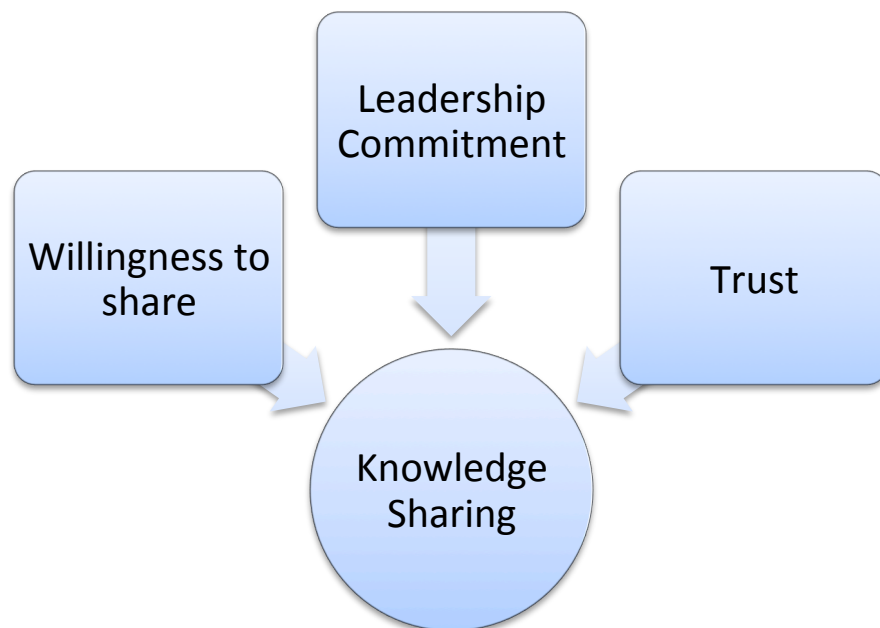 Leadership
Commitment
Willingness to
share
Trust
Knowledge
Sharing